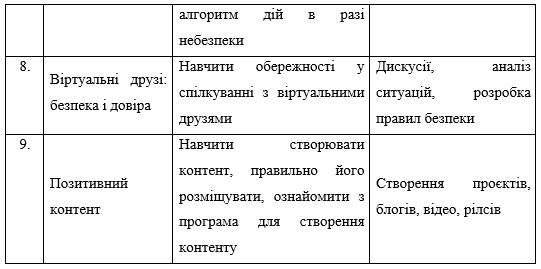 алгоритм дій в разі
небезпеки
8.
Віртуальні друзі:
безпека і довіра
Навчити обережності у
спілкуванні з віртуальними
друзями
Дискусії, аналіз
ситуацій, розробка
правил безпеки
9.
Позитивний
контент
Навчити створювати
контент, правильно його
розміщувати, ознайомити з
програма для створення
контенту
Створення проєктів,
блогів, відео, рілсів